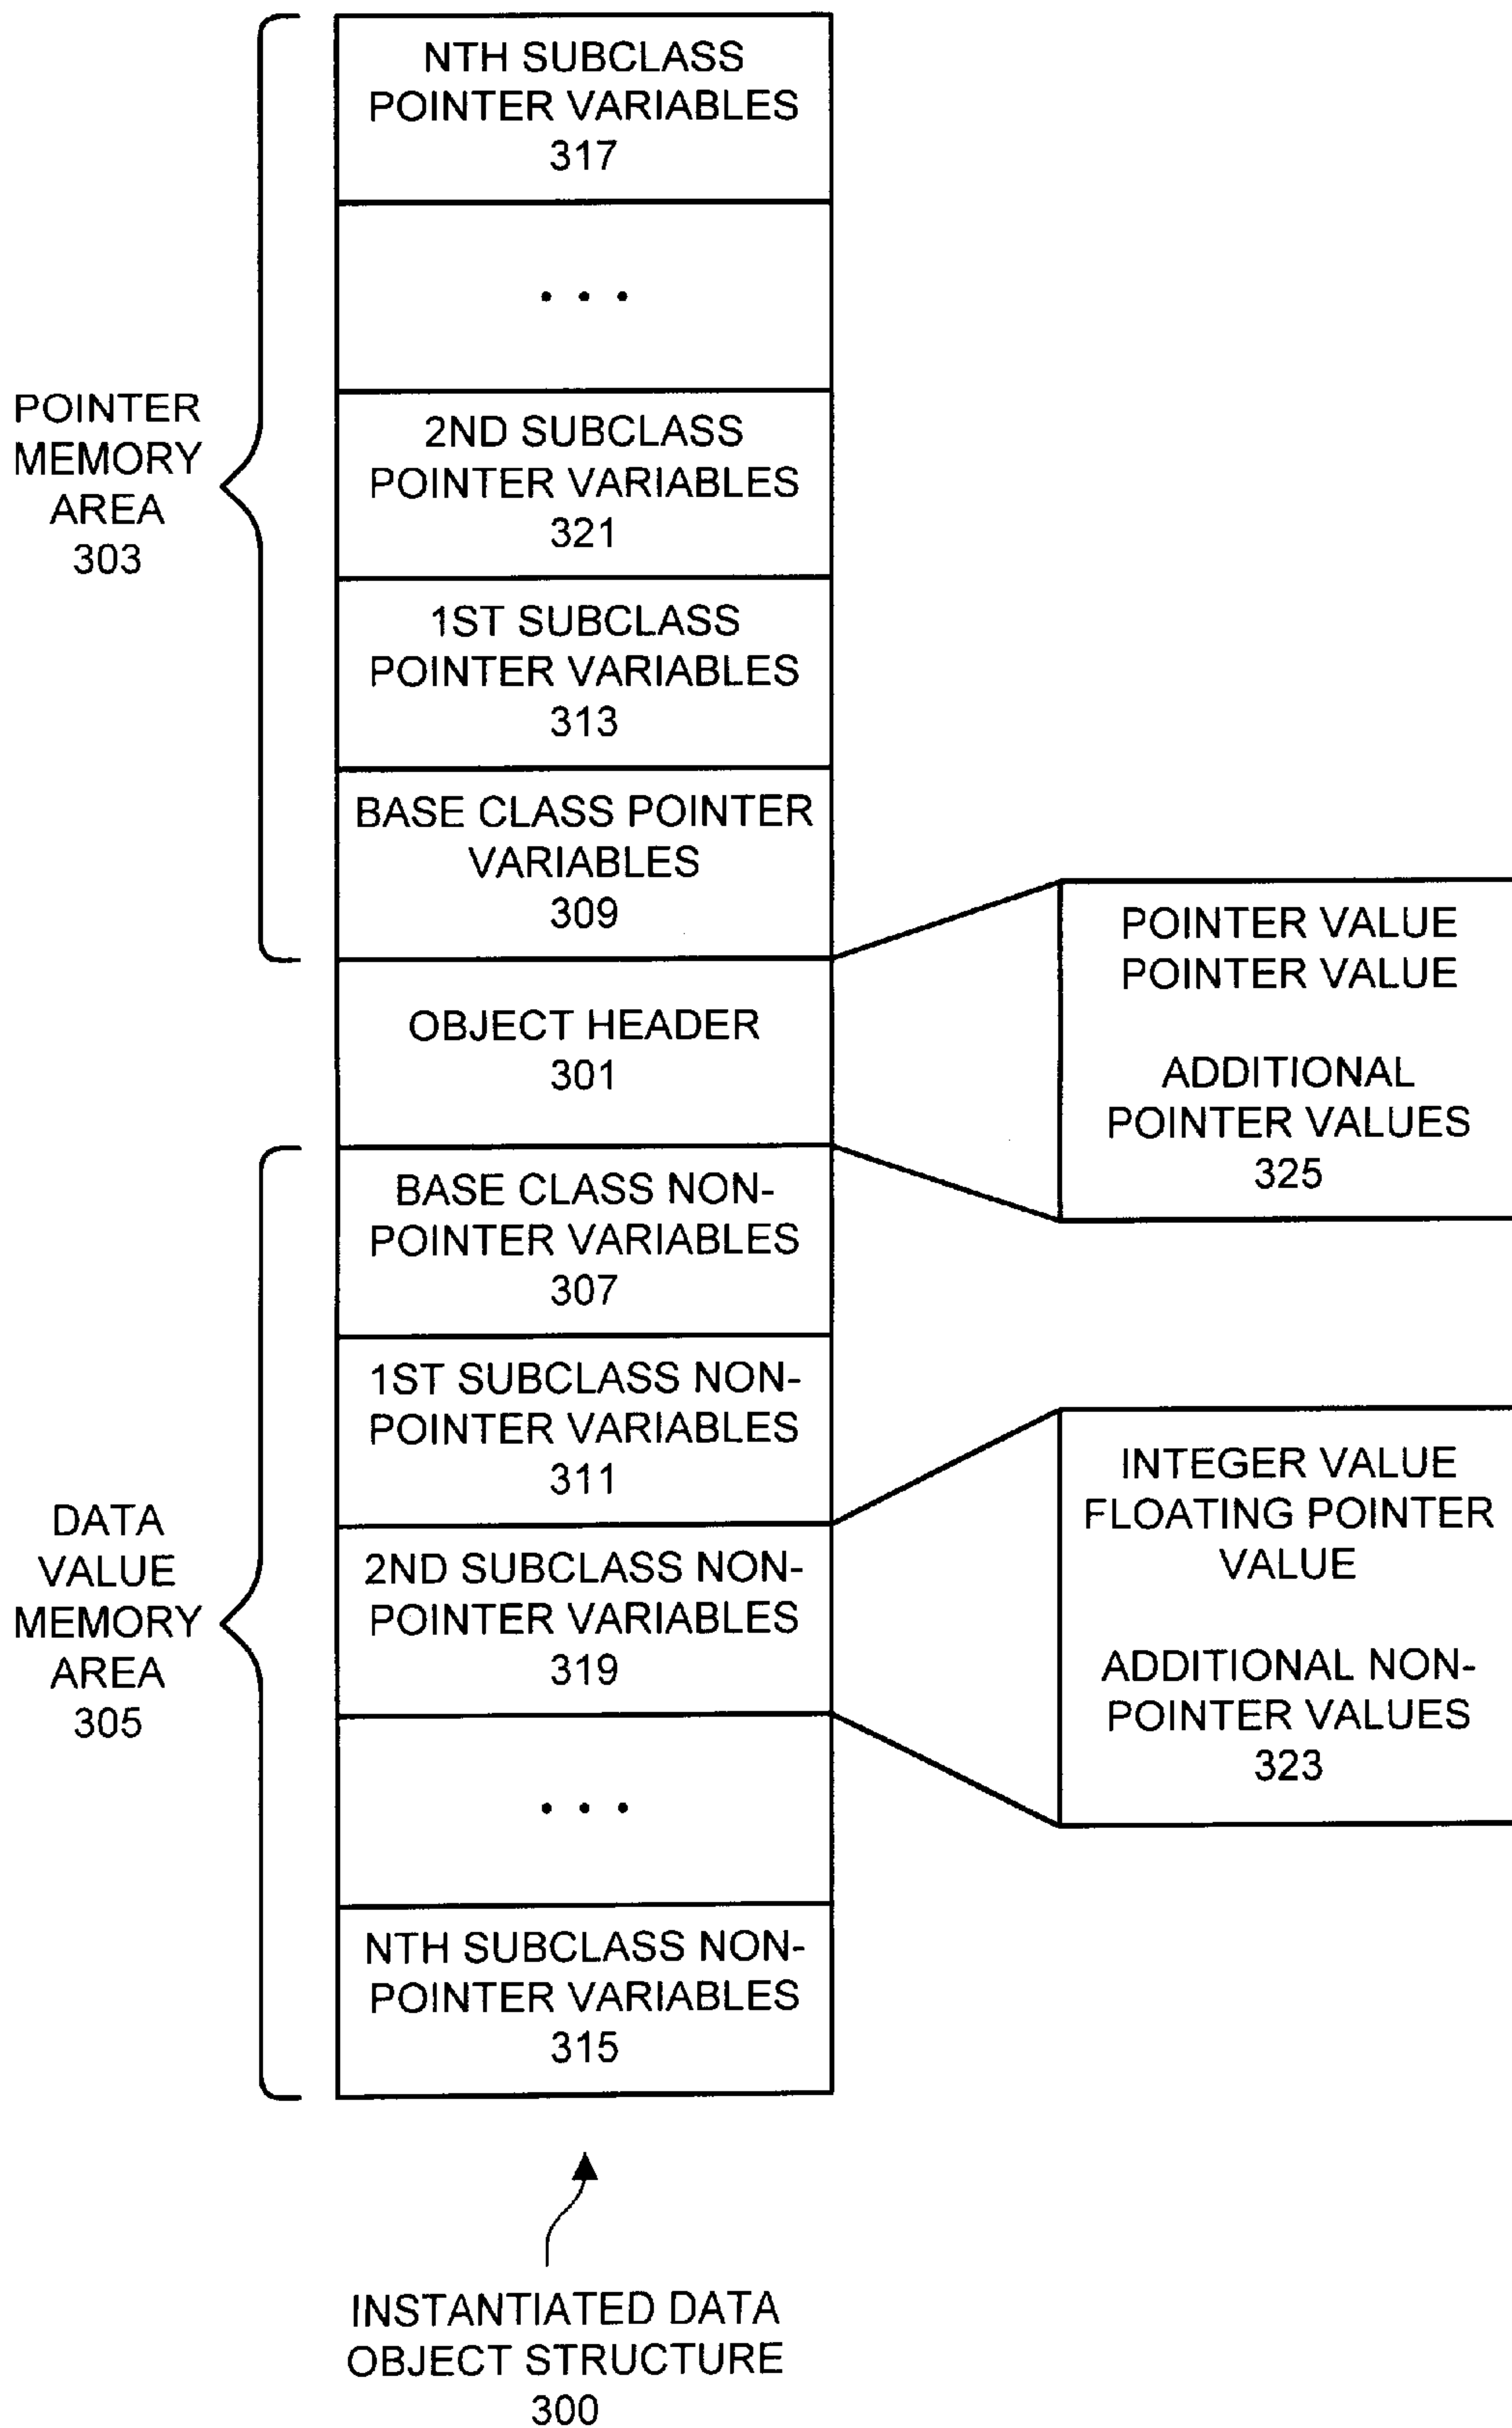 NTH SUBCLASS
POINTER VARIABLES
317
. . .
2ND SUBCLASS
POINTER VARIABLES
321
POINTER
MEMORY
AREA
303
1ST SUBCLASS
POINTER VARIABLES
313
BASE CLASS POINTER
VARIABLES
309
OBJECT HEADER
301
POINTER VALUE
POINTER VALUE
ADDITIONAL
POINTER VALUES
325
BASE CLASS NON-
POINTER VARIABLES
307
1ST SUBCLASS NON-
POINTER VARIABLES
311
DATA
VALUE
MEMORY
AREA
305
2ND SUBCLASS NON-
POINTER VARIABLES
319
INTEGER VALUE
FLOATING POINTER
VALUE
ADDITIONAL NON-
POINTER VALUES
323
. . .
NTH SUBCLASS NON-
POINTER VARIABLES
315
INSTANTIATED DATA
OBJECT STRUCTURE
300